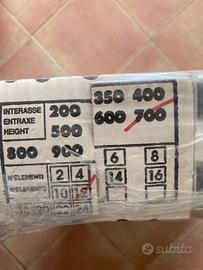 INTERASSE
ENTRAXE
HEIGHT
200
500
800 900
350 400
600 700
N°ELEMENTI
2 4
N°ELEMENTS
10
6 8
14 16
subito